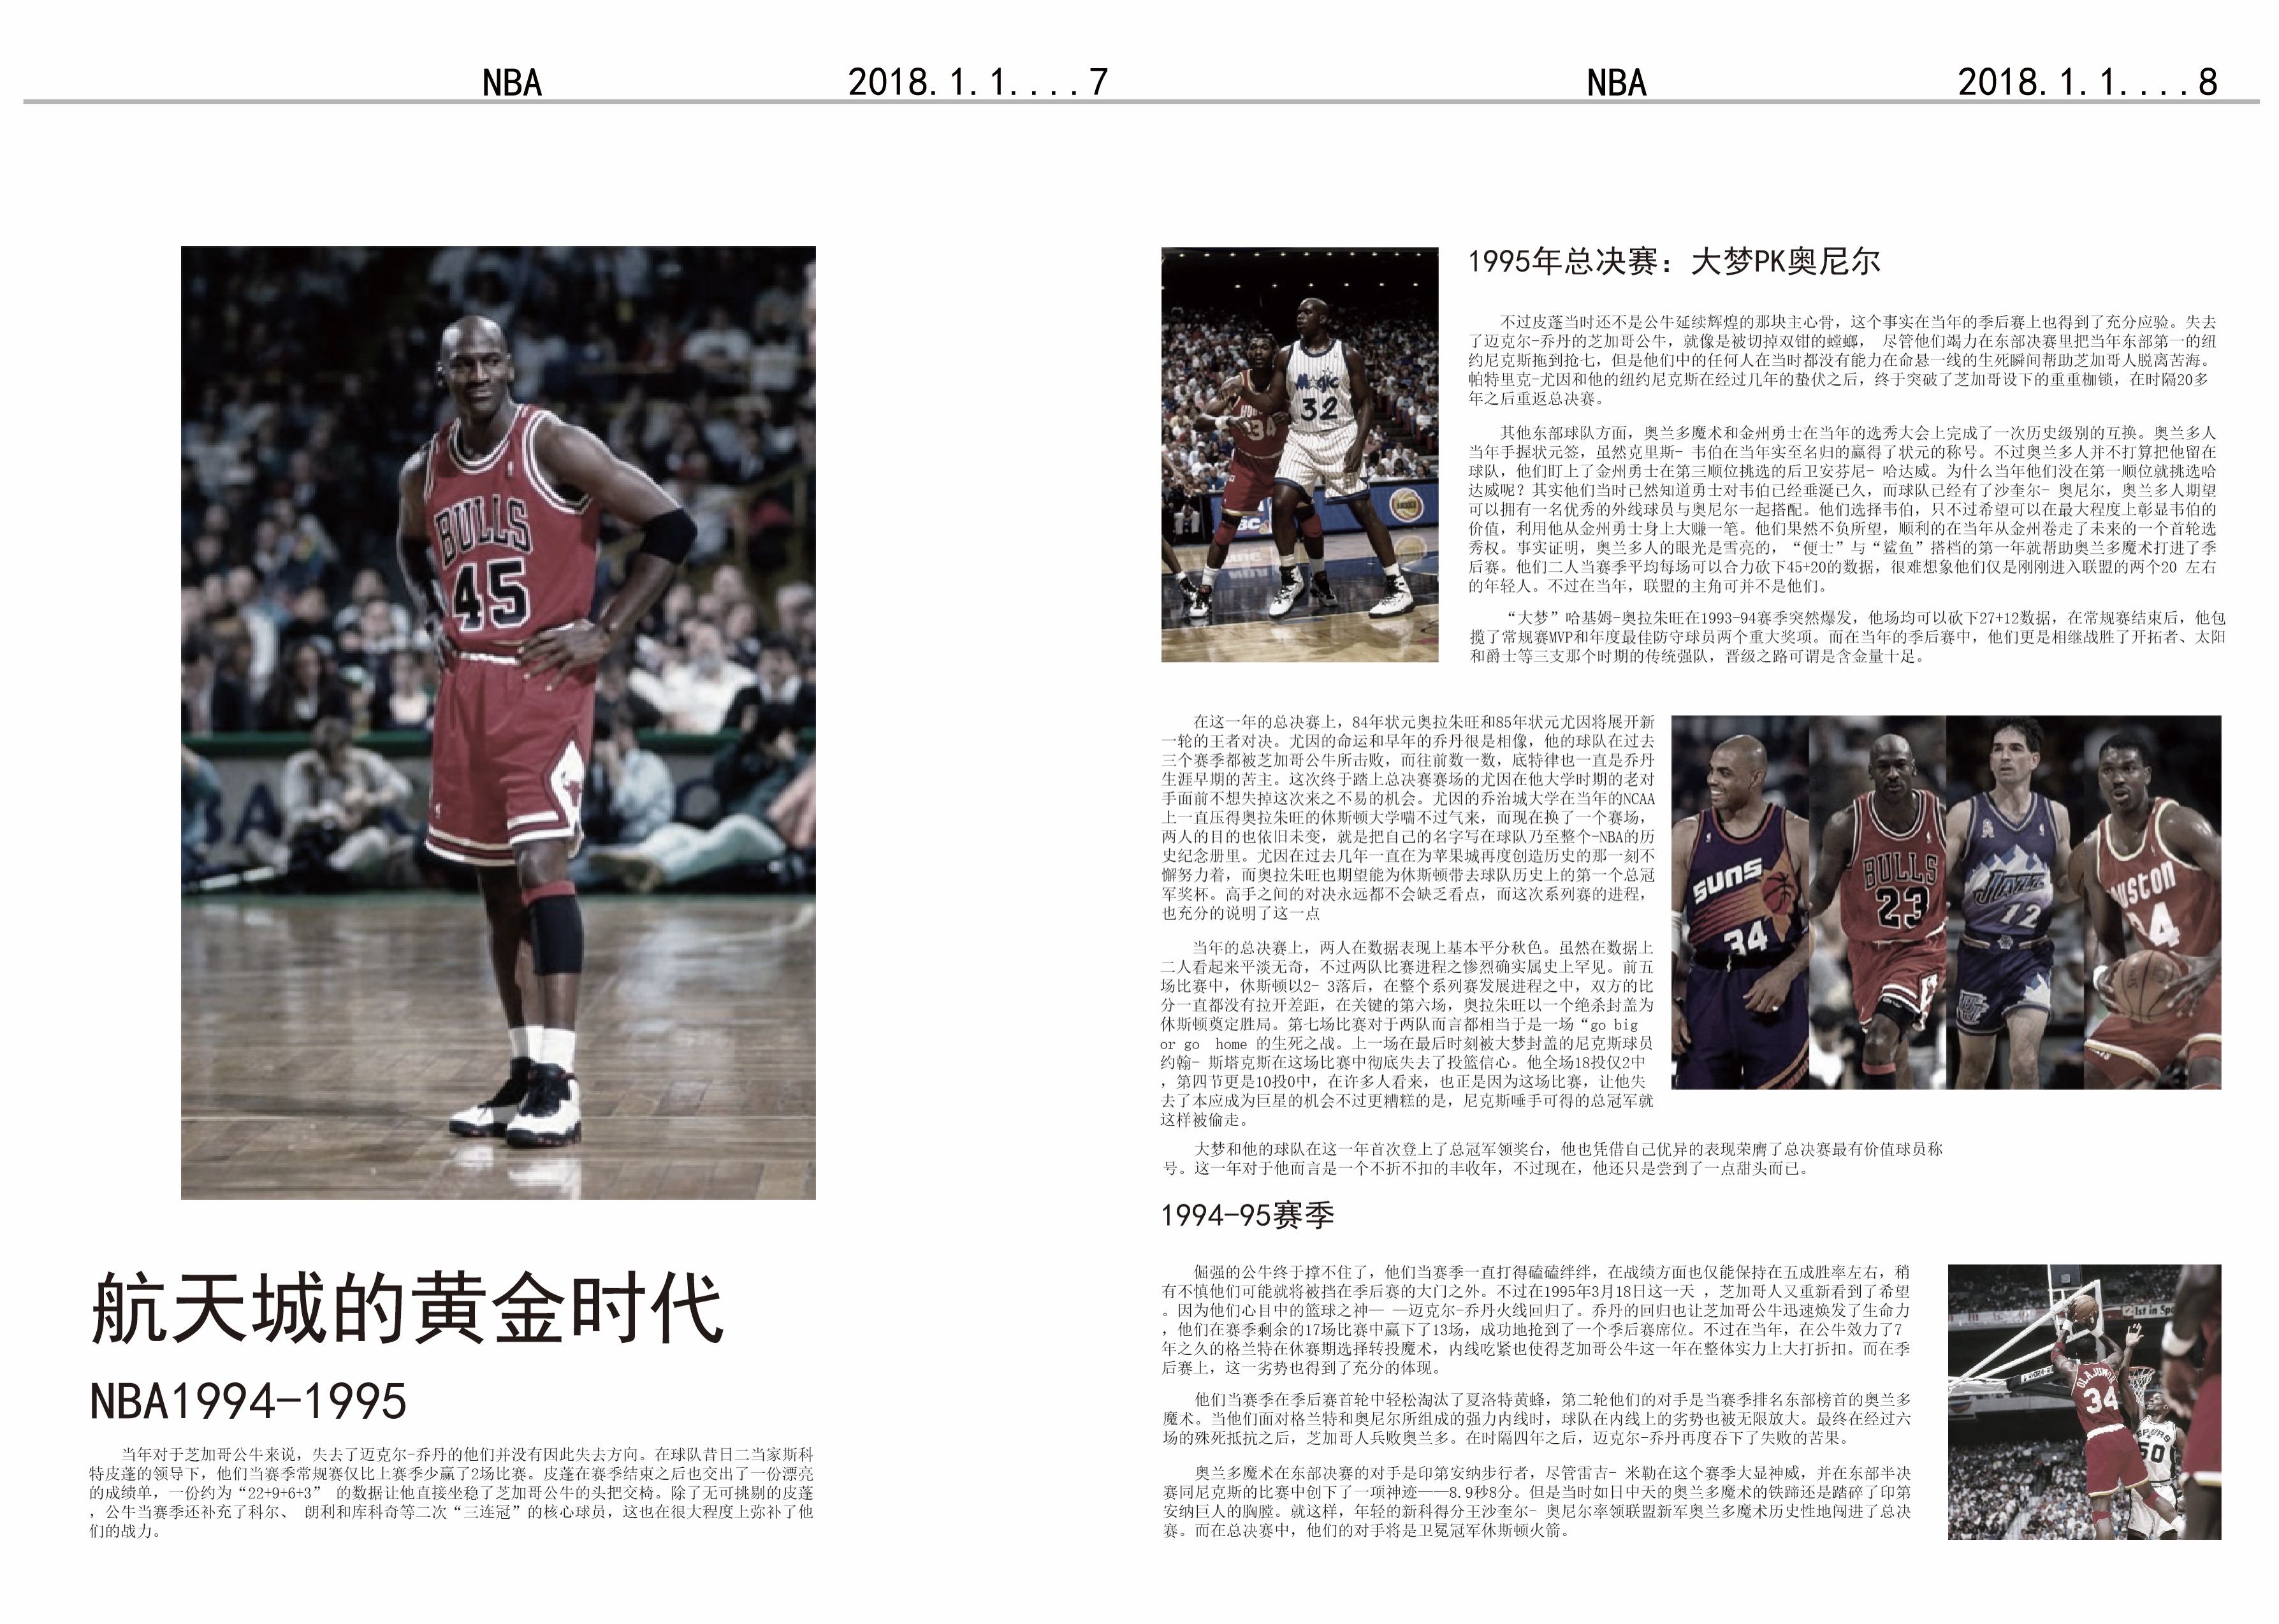 NBA
2018.1.1....7
NBA
2018.1.1....8
BULLS
45
航天城的黄金时代
NBA1994-1995
当年对于芝加哥公牛来说，失去了迈克尔-乔丹的他们并没有因此失去方向。在球队昔日二当家斯科
特皮蓬的领导下，他们当赛季常规赛仅比上赛季少赢了2场比赛。皮蓬在赛季结束之后也交出了一份漂亮
的成绩单，一份约为“22+9+6+3” 的数据让他直接坐稳了芝加哥公牛的头把交椅。除了无可挑剔的皮蓬
，公牛当赛季还补充了科尔、 朗利和库科奇等二次“三连冠”的核心球员，这也在很大程度上弥补了他
们的战力。
Magic
32
34
1995年总决赛：大梦PK奥尼尔
不过皮蓬当时还不是公牛延续辉煌的那块主心骨，这个事实在当年的季后赛上也得到了充分应验。失去
了迈克尔-乔丹的芝加哥公牛，就像是被切掉双钳的螳螂， 尽管他们竭力在东部决赛里把当年东部第一的纽
约尼克斯拖到抢七，但是他们中的任何人在当时都没有能力在命悬一线的生死瞬间帮助芝加哥人脱离苦海。
帕特里克-尤因和他的纽约尼克斯在经过几年的蛰伏之后，终于突破了芝加哥设下的重重枷锁，在时隔20多
年之后重返总决赛。
其他东部球队方面，奥兰多魔术和金州勇士在当年的选秀大会上完成了一次历史级别的互换。奥兰多人
当年手握状元签，虽然克里斯- 韦伯在当年实至名归的赢得了状元的称号。不过奥兰多人并不打算把他留在
球队，他们盯上了金州勇士在第三顺位挑选的后卫安芬尼- 哈达威。为什么当年他们没在第一顺位就挑选哈
达威呢？其实他们当时已然知道勇士对韦伯已经垂涎已久，而球队已经有了沙奎尔- 奥尼尔，奥兰多人期望
可以拥有一名优秀的外线球员与奥尼尔一起搭配。他们选择韦伯，只不过希望可以在最大程度上彰显韦伯的
价值，利用他从金州勇士身上大赚一笔。他们果然不负所望，顺利的在当年从金州卷走了未来的一个首轮选
秀权。事实证明，奥兰多人的眼光是雪亮的，“便士”与“鲨鱼”搭档的第一年就帮助奥兰多魔术打进了季
后赛。他们二人当赛季平均每场可以合力砍下45+20的数据，很难想象他们仅是刚刚进入联盟的两个20 左右
的年轻人。不过在当年，联盟的主角可并不是他们。
“大梦”哈基姆-奥拉朱旺在1993-94赛季突然爆发，他场均可以砍下27+12数据，在常规赛结束后，他包
揽了常规赛MVP和年度最佳防守球员两个重大奖项。而在当年的季后赛中，他们更是相继战胜了开拓者、太阳
和爵士等三支那个时期的传统强队，晋级之路可谓是含金量十足。
在这一年的总决赛上，84年状元奥拉朱旺和85年状元尤因将展开新
一轮的王者对决。尤因的命运和早年的乔丹很是相像，他的球队在过去
三个赛季都被芝加哥公牛所击败，而往前数一数，底特律也一直是乔丹
生涯早期的苦主。这次终于踏上总决赛赛场的尤因在他大学时期的老对
手面前不想失掉这次来之不易的机会。尤因的乔治城大学在当年的NCAA
上一直压得奥拉朱旺的休斯顿大学喘不过气来，而现在换了一个赛场，
两人的目的也依旧未变，就是把自己的名字写在球队乃至整个-NBA的历
史纪念册里。尤因在过去几年一直在为苹果城再度创造历史的那一刻不
懈努力着，而奥拉朱旺也期望能为休斯顿带去球队历史上的第一个总冠
军奖杯。高手之间的对决永远都不会缺乏看点，而这次系列赛的进程，
也充分的说明了这一点
当年的总决赛上，两人在数据表现上基本平分秋色。虽然在数据上
二人看起来平淡无奇，不过两队比赛进程之惨烈确实属史上罕见。前五
场比赛中，休斯顿以2- 3落后，在整个系列赛发展进程之中，双方的比
分一直都没有拉开差距，在关键的第六场，奥拉朱旺以一个绝杀封盖为
休斯顿奠定胜局。第七场比赛对于两队而言都相当于是一场“go big
or go  home 的生死之战。上一场在最后时刻被大梦封盖的尼克斯球员
约翰- 斯塔克斯在这场比赛中彻底失去了投篮信心。他全场18投仅2中
，第四节更是10投0中，在许多人看来，也正是因为这场比赛，让他失
去了本应成为巨星的机会不过更糟糕的是，尼克斯唾手可得的总冠军就
这样被偷走。
大梦和他的球队在这一年首次登上了总冠军领奖台，他也凭借自己优异的表现荣膺了总决赛最有价值球员称
号。这一年对于他而言是一个不折不扣的丰收年，不过现在，他还只是尝到了一点甜头而已。
SUNS
34
BULLS
23
JAZZ
12
ouston
34
1994-95赛季
倔强的公牛终于撑不住了，他们当赛季一直打得磕磕绊绊，在战绩方面也仅能保持在五成胜率左右，稍
有不慎他们可能就将被挡在季后赛的大门之外。不过在1995年3月18日这一天 ，芝加哥人又重新看到了希望
。因为他们心目中的篮球之神— —迈克尔-乔丹火线回归了。乔丹的回归也让芝加哥公牛迅速焕发了生命力
，他们在赛季剩余的17场比赛中赢下了13场，成功地抢到了一个季后赛席位。不过在当年，在公牛效力了7
年之久的格兰特在休赛期选择转投魔术，内线吃紧也使得芝加哥公牛这一年在整体实力上大打折扣。而在季
后赛上，这一劣势也得到了充分的体现。
他们当赛季在季后赛首轮中轻松淘汰了夏洛特黄蜂，第二轮他们的对手是当赛季排名东部榜首的奥兰多
魔术。当他们面对格兰特和奥尼尔所组成的强力内线时，球队在内线上的劣势也被无限放大。最终在经过六
场的殊死抵抗之后，芝加哥人兵败奥兰多。在时隔四年之后，迈克尔-乔丹再度吞下了失败的苦果。
奥兰多魔术在东部决赛的对手是印第安纳步行者，尽管雷吉- 米勒在这个赛季大显神威，并在东部半决
赛同尼克斯的比赛中创下了一项神迹——8.9秒8分。但是当时如日中天的奥兰多魔术的铁蹄还是踏碎了印第
安纳巨人的胸膛。就这样，年轻的新科得分王沙奎尔- 奥尼尔率领联盟新军奥兰多魔术历史性地闯进了总决
赛。而在总决赛中，他们的对手将是卫冕冠军休斯顿火箭。
OLAJUWON
34
SPURS
50